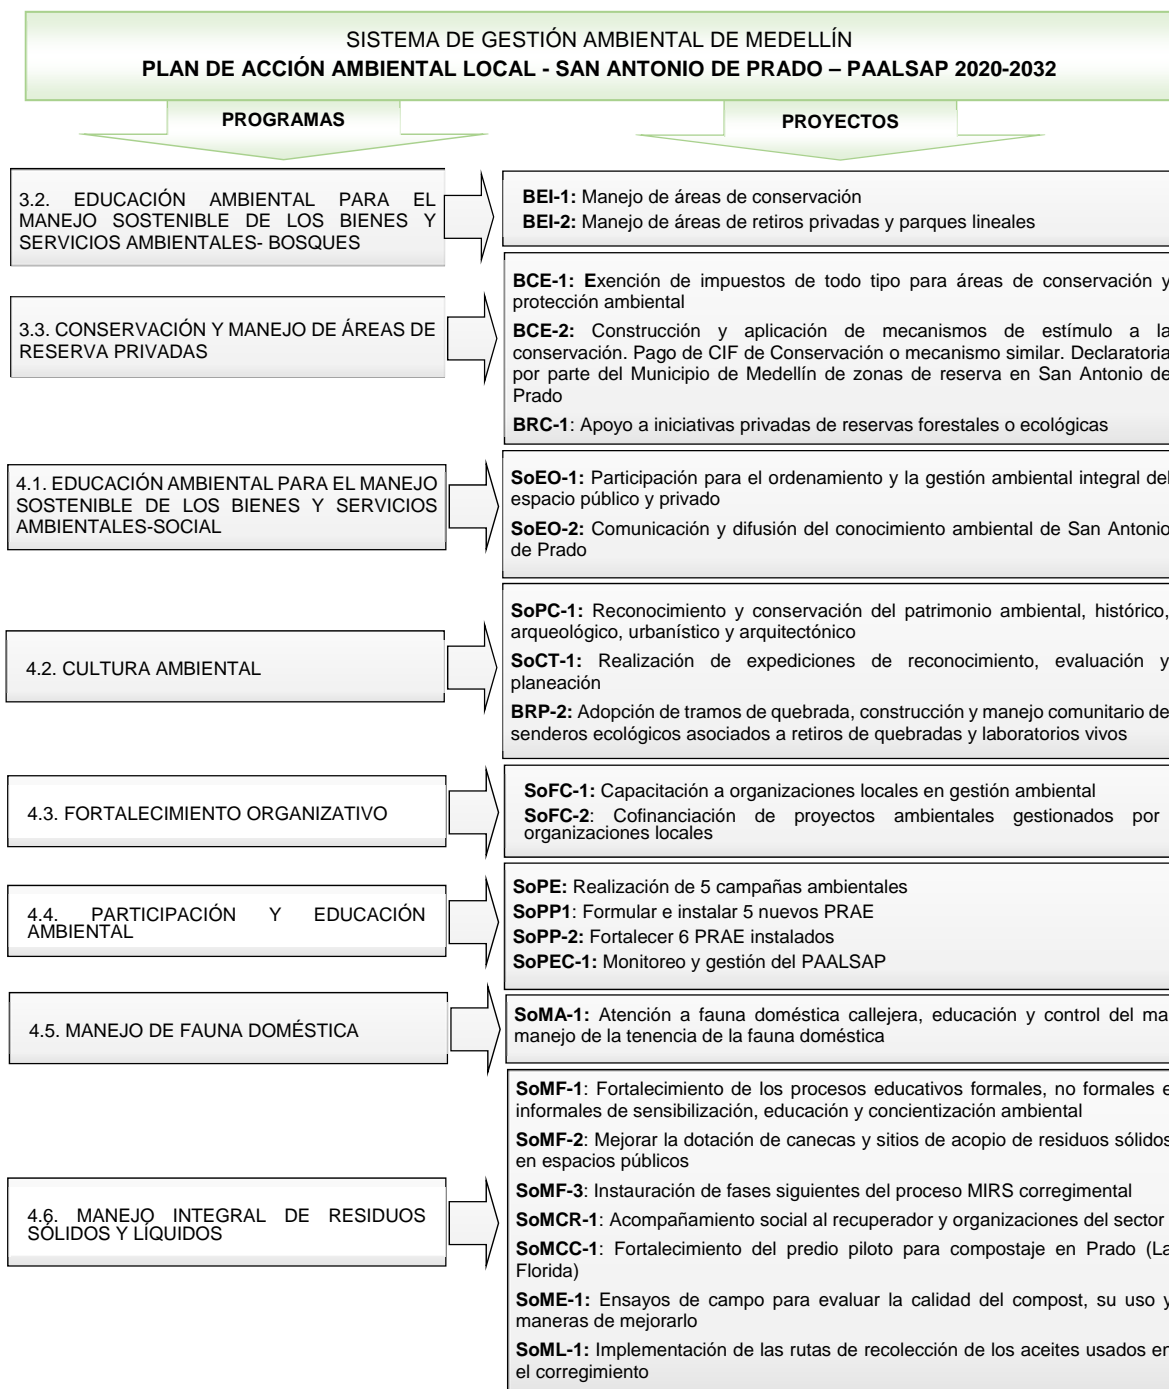 SISTEMA DE GESTIÓN AMBIENTAL DE MEDELLÍN
PLAN DE ACCIÓN AMBIENTAL LOCAL - SAN ANTONIO DE PRADO – PAALSAP 2020-2032
PROGRAMAS
PROYECTOS
3.2. EDUCACIÓN AMBIENTAL PARA EL
MANEJO SOSTENIBLE DE LOS BIENES Y
SERVICIOS AMBIENTALES- BOSQUES
BEI-1: Manejo de áreas de conservación
BEI-2: Manejo de áreas de retiros privadas y parques lineales
3.3. CONSERVACIÓN Y MANEJO DE ÁREAS DE
RESERVA PRIVADAS
BCE-1: Exención de impuestos de todo tipo para áreas de conservación y
protección ambiental
BCE-2: Construcción y aplicación de mecanismos de estímulo a la
conservación. Pago de CIF de Conservación o mecanismo similar. Declaratoria
por parte del Municipio de Medellín de zonas de reserva en San Antonio de
Prado
BRC-1: Apoyo a iniciativas privadas de reservas forestales o ecológicas
4.1. EDUCACIÓN AMBIENTAL PARA EL MANEJO
SOSTENIBLE DE LOS BIENES Y SERVICIOS
AMBIENTALES-SOCIAL
SoEO-1: Participación para el ordenamiento y la gestión ambiental integral del
espacio público y privado
SoEO-2: Comunicación y difusión del conocimiento ambiental de San Antonio
de Prado
4.2. CULTURA AMBIENTAL
SoPC-1: Reconocimiento y conservación del patrimonio ambiental, histórico,
arqueológico, urbanístico y arquitectónico
SoCT-1: Realización de expediciones de reconocimiento, evaluación y
planeación
BRP-2: Adopción de tramos de quebrada, construcción y manejo comunitario de
senderos ecológicos asociados a retiros de quebradas y laboratorios vivos
4.3. FORTALECIMIENTO ORGANIZATIVO
SoFC-1: Capacitación a organizaciones locales en gestión ambiental
SoFC-2: Cofinanciación de proyectos ambientales gestionados por
organizaciones locales
4.4. PARTICIPACIÓN Y EDUCACIÓN
AMBIENTAL
SoPE: Realización de 5 campañas ambientales
SoPP1: Formular e instalar 5 nuevos PRAE
SoPP-2: Fortalecer 6 PRAE instalados
SoPEC-1: Monitoreo y gestión del PAALSAP
4.5. MANEJO DE FAUNA DOMÉSTICA
SoMA-1: Atención a fauna doméstica callejera, educación y control del ma
manejo de la tenencia de la fauna doméstica
4.6. MANEJO INTEGRAL DE RESIDUOS
SÓLIDOS Y LÍQUIDOS
SoMF-1: Fortalecimiento de los procesos educativos formales, no formales e
informales de sensibilización, educación y concientización ambiental
SoMF-2: Mejorar la dotación de canecas y sitios de acopio de residuos sólidos
en espacios públicos
SoMF-3: Instauración de fases siguientes del proceso MIRS corregimental
SoMCR-1: Acompañamiento social al recuperador y organizaciones del sector
SoMCC-1: Fortalecimiento del predio piloto para compostaje en Prado (La
Florida)
SoME-1: Ensayos de campo para evaluar la calidad del compost, su uso y
maneras de mejorarlo
SoML-1: Implementación de las rutas de recolección de los aceites usados en
el corregimiento